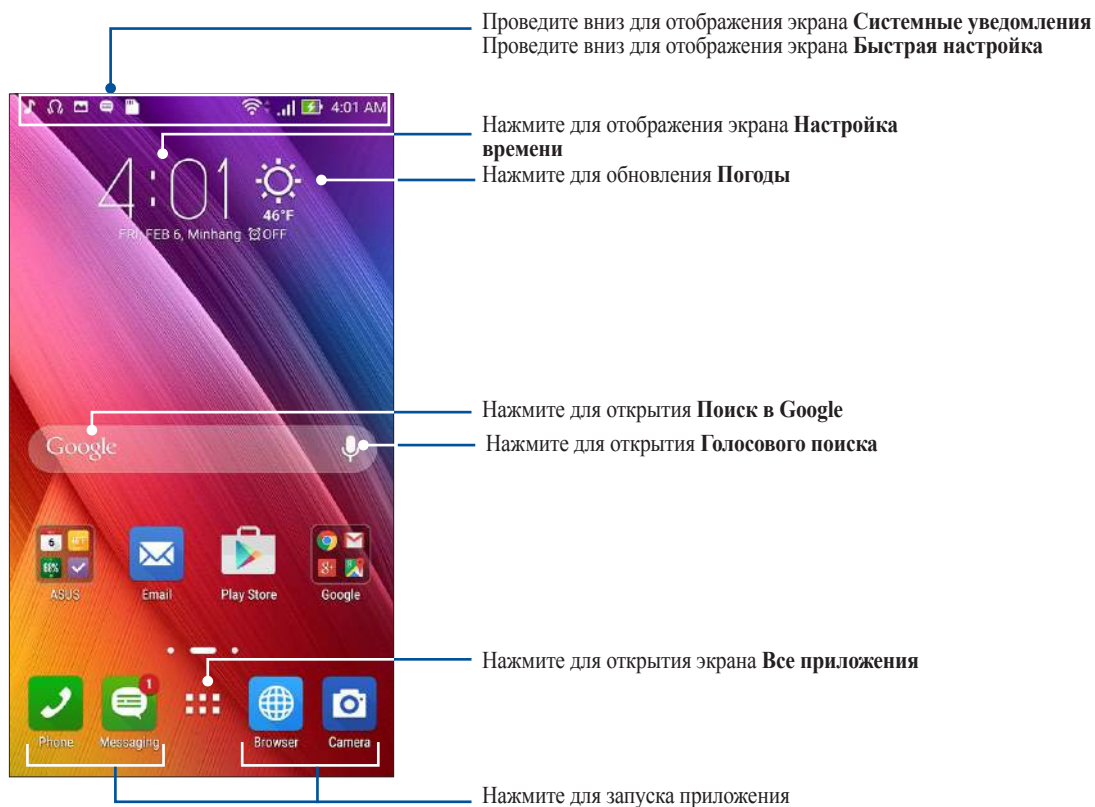 Проведите вниз для отображения экрана Системные уведомления
Проведите вниз для отображения экрана Быстрая настройка
4:01 AM
Нажмите для отображения экрана Настройка
времени
Нажмите для обновления Погоды
4:01
46°F
FRI, FEB 6, Minhang OFF
Нажмите для открытия Поиск в Google
Google
Нажмите для открытия Голосового поиска
ASUS
Email
Play Store
Google
Нажмите для открытия экрана Все приложения
1
Phone
Messaging
Browser
Camera
Нажмите для запуска приложения